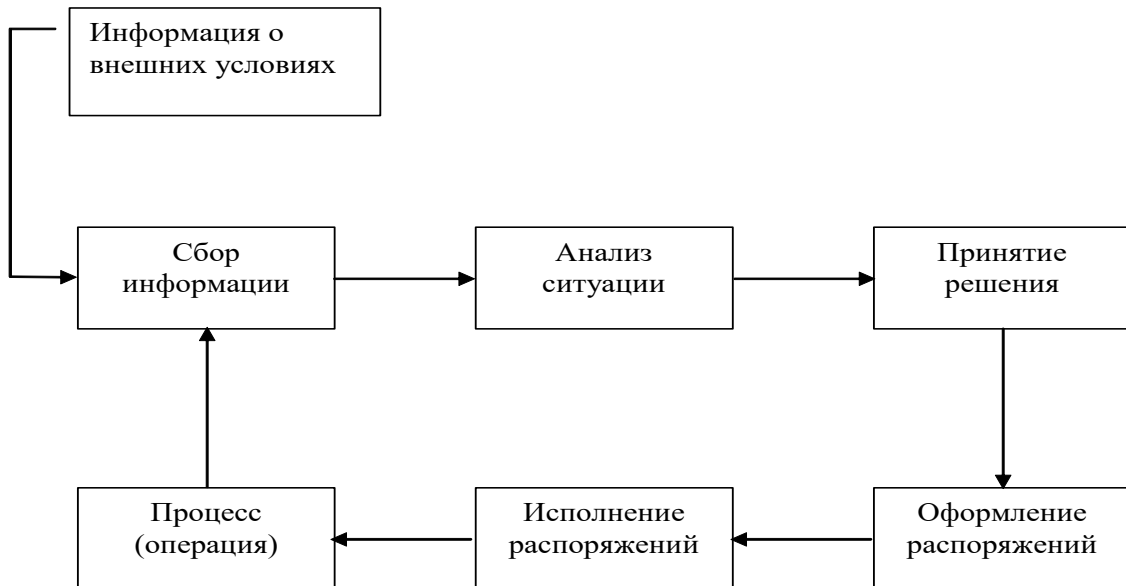 Информация о
внешних условиях
Сбор
информации
Анализ
ситуации
Принятие
решения
Процесс
(операция)
Исполнение
распоряжений
Оформление
распоряжений